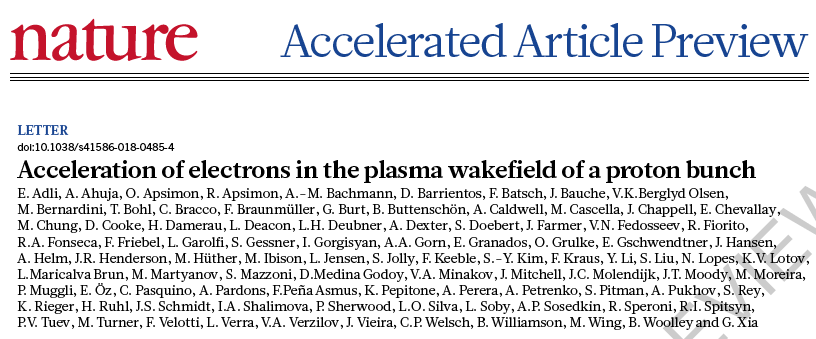 nature Accelerated Article Preview
LETTER
doi:10.1038/s41586-018-0485-4
Acceleration of electrons in the plasma wakefield of a proton bunch
E. Adli, A. Ahuja, O. Apsimon, R. Apsimon, A.–M. Bachmann, D. Barrientos, F. Batsch, J. Bauche, V.K.Berglyd Olsen,
M. Bernardini, T. Bohl, C. Bracco, F. Braunmüller, G. Burt, B. Buttenschön, A. Caldwell, M. Cascella, J. Chappell, E. Chevallay,
M. Chung, D. Cooke, H. Damerau, L. Deacon, L.H. Deubner, A. Dexter, S. Doebert, J. Farmer, V.N. Fedosseev, R. Fiorito,
R.A. Fonseca, F. Friebel, L. Garolfi, S. Gessner, I. Gorgisyan, A.A. Gorn, E. Granados, O. Grulke, E. Gschwendtner, J. Hansen,
A. Helm, J.R. Henderson, M. Hüther, M. Ibison, L. Jensen, S. Jolly, F. Keeble, S.–Y. Kim, F. Kraus, Y. Li, S. Liu, N. Lopes, K.V. Lotov,
L.Maricalva Brun, M. Martyanov, S. Mazzoni, D.Medina Godoy, V.A. Minakov, J. Mitchell, J.C. Molendijk, J.T. Moody, M. Moreira,
P. Muggli, E. Öz, C. Pasquino, A. Pardons, F.Peña Asmus, K. Pepitone, A. Perera, A. Petrenko, S. Pitman, A. Pukhov, S. Rey,
K. Rieger, H. Ruhl, J.S. Schmidt, I.A. Shalimova, P. Sherwood, L.O. Silva, L. Soby, A.P. Sosedkin, R. Speroni, R.I. Spitsyn,
P.V. Tuev, M. Turner, F. Velotti, L. Verra, V.A. Verzilov, J. Vieira, C.P. Welsch, B. Williamson, M. Wing, B. Woolley and G. Xia